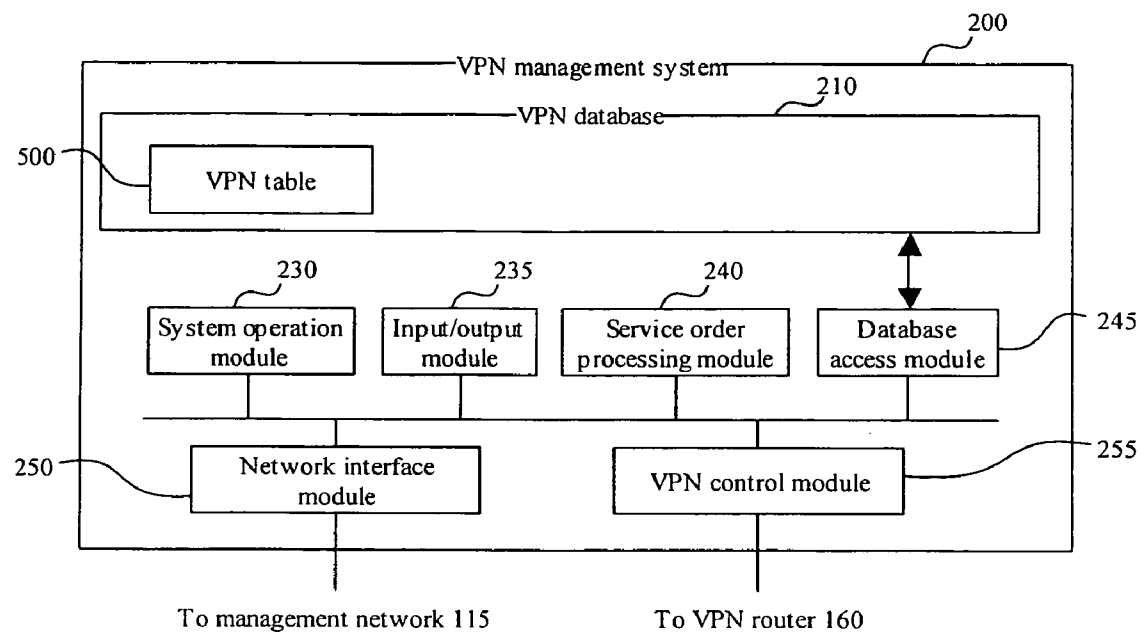 200
VPN management system
210
VPN database
500
VPN table
230
235
240
System operation
module
Input/output
module
Service order
processing module
Database
access module
245
250
Network interface
module
VPN control module
255
To management network 115
To VPN router 160